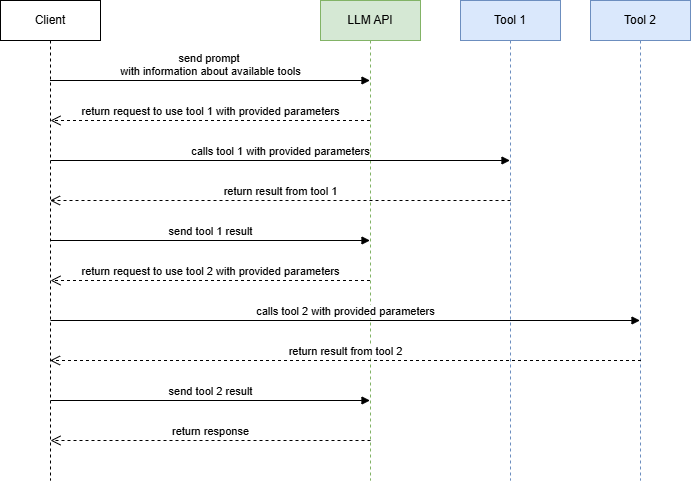 Client
LLM API
Tool 1
Tool 2
send prompt
with information about available tools
return request to use tool 1 with provided parameters
calls tool 1 with provided parameters
return result from tool 1
send tool 1 result
return request to use tool 2 with provided parameters
calls tool 2 with provided parameters
return result from tool 2
send tool 2 result
return response